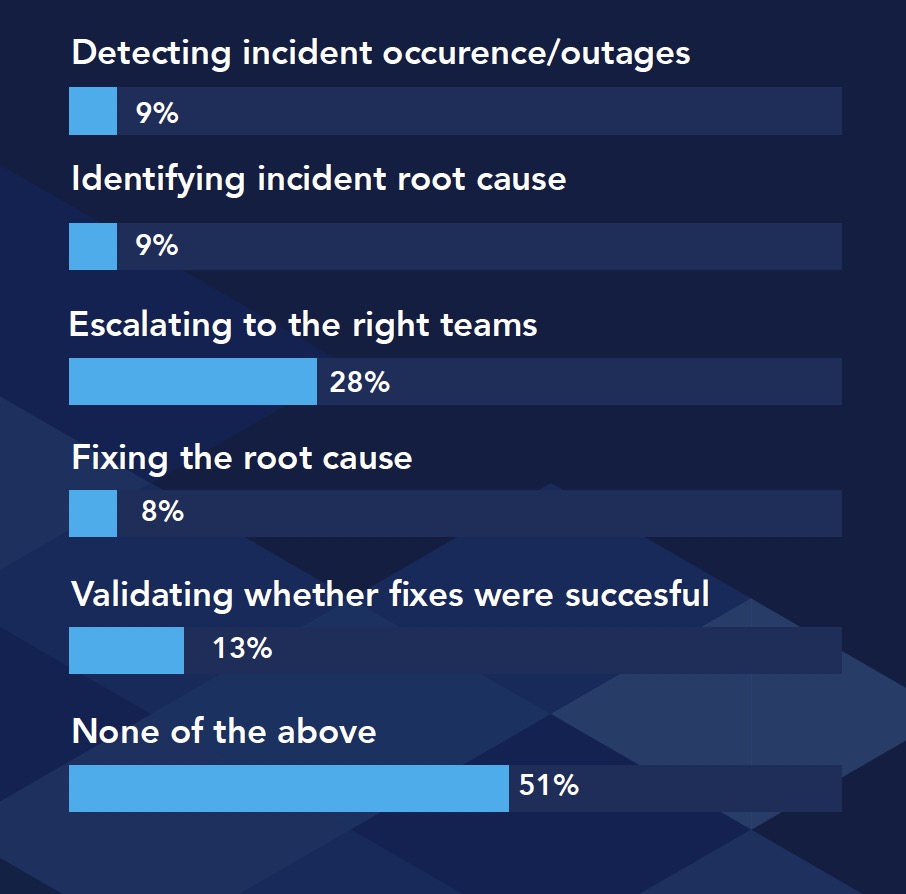 Detecting incident occurence/outages
9%
Identifying incident root cause
9%
Escalating to the right teams
28%
Fixing the root cause
8%
Validating whether fixes were succesful
13%
None of the above
51%